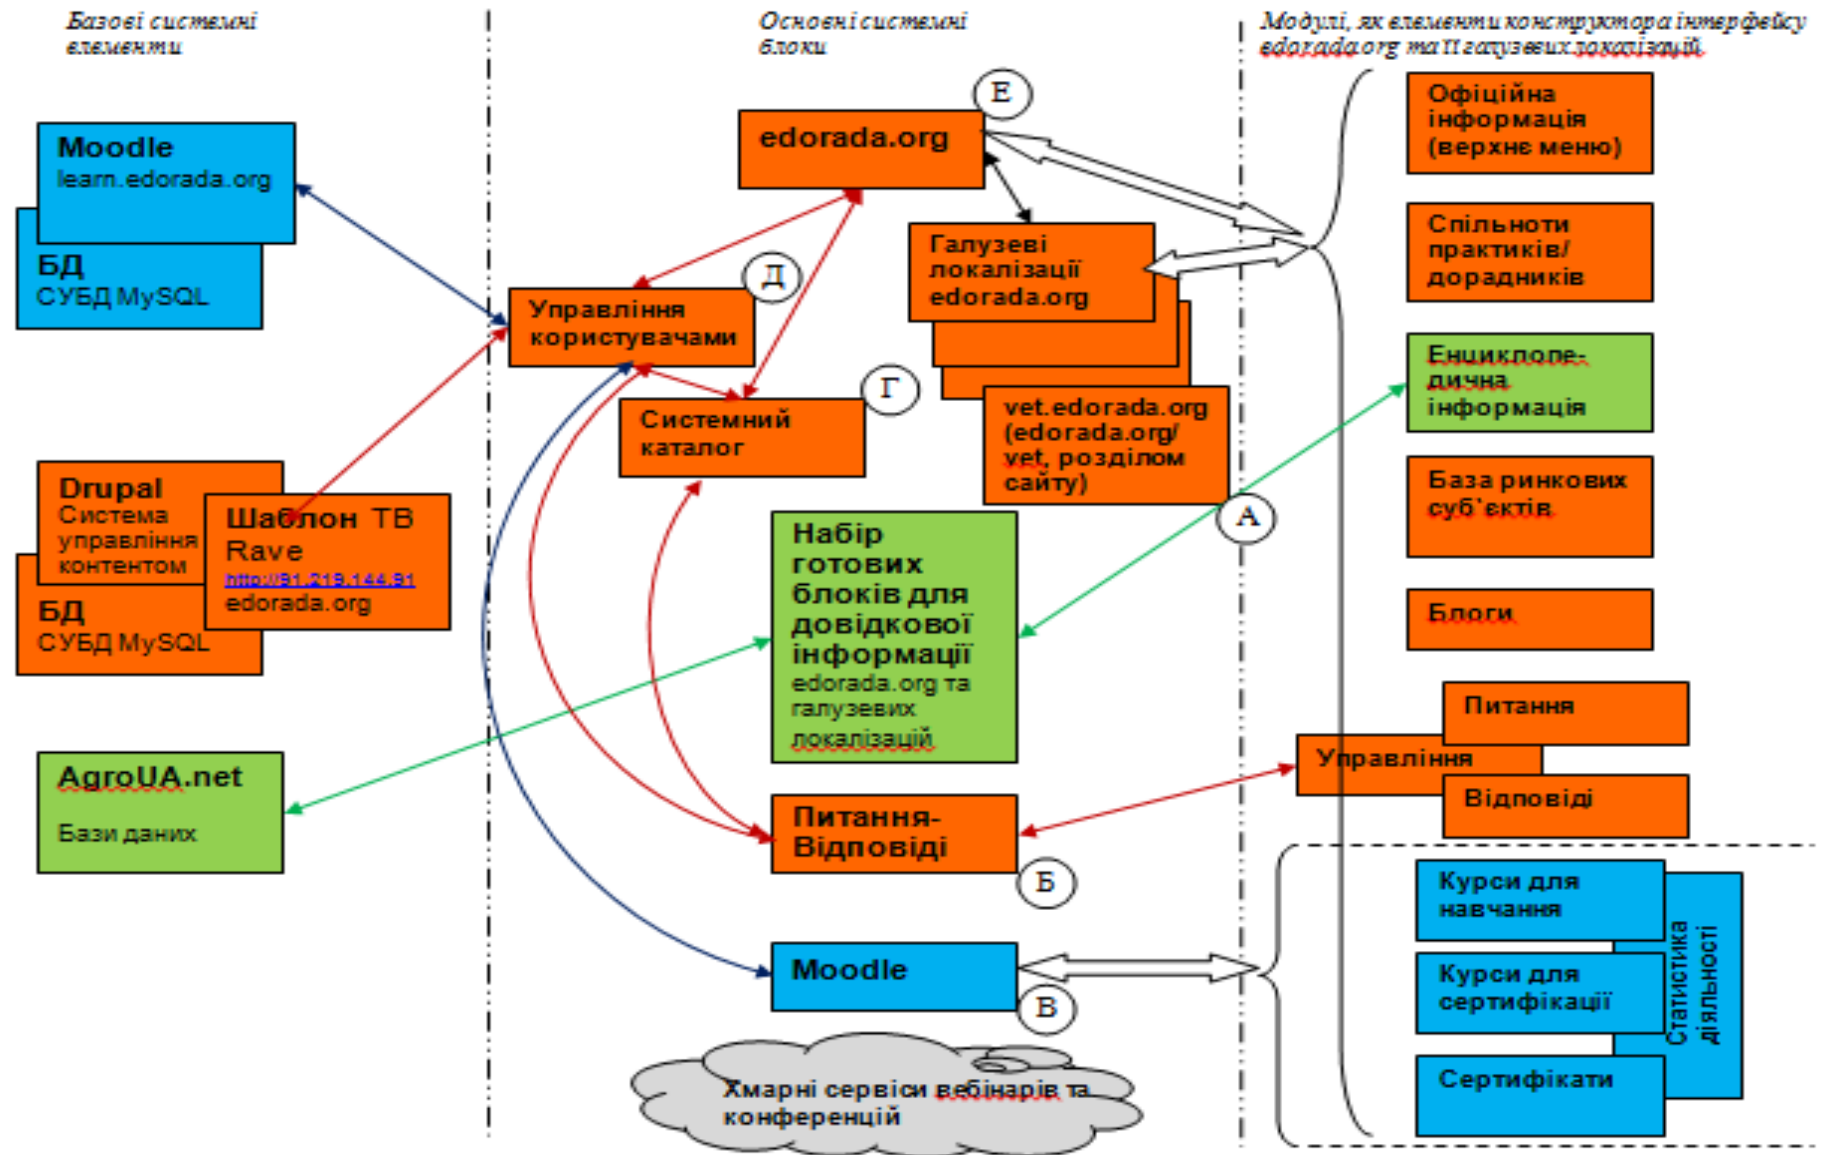 Базові системні
елементи
Основні системні
блоки
Модулі, як елементи конструктора інтерфейсу
edorada.org та її галузевих локалізацій
Moodle
learn.edorada.org
БД
СУБД MySQL
Drupal
Система
управління
контентом
БД
СУБД MySQL
Шаблон ТВ
Rave
http://91.219.144.91
edorada.org
AgroUA.net
Бази даних
Е
edorada.org
Д
Управління
користувачами
Г
Системний
каталог
Галузеві
локалізації
edorada.org
vet.edorada.org
(edorada.org/
vet, розділом
сайту)
А
Набір
готових
блоків для
довідкової
інформації
edorada.org та
галузевих
локалізацій
Питання-
Відповіді
Б
Moodle
В
Хмарні сервіси вебінарів та
конференцій
Офіційна
інформація
(верхнє меню)
Спільноти
практиків/
дорадників
Енциклопе-
дична
інформація
База ринкових
суб'єктів
Блоги
Питання
Управління
Відповіді
Курси для
навчання
Курси для
сертифікації
Сертифікати
Статистика
діяльності